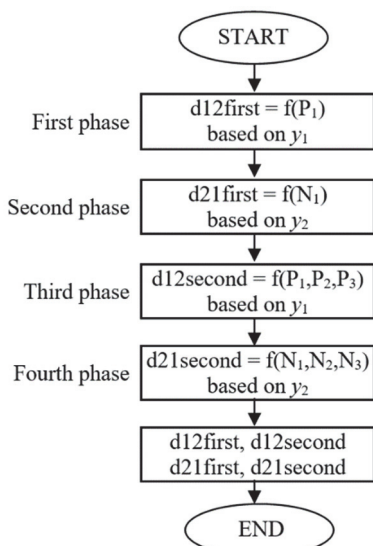 START
First phase
d12first = f(P₁)
based on y₁
Second phase
d21first = f(N₁)
based on y₂
Third phase
d12second = f(P₁,P₂,P₃)
based on y₁
Fourth phase
d21second = f(N₁,N₂,N₃)
based on y₂
d12first, d12second
d21first, d21second
END